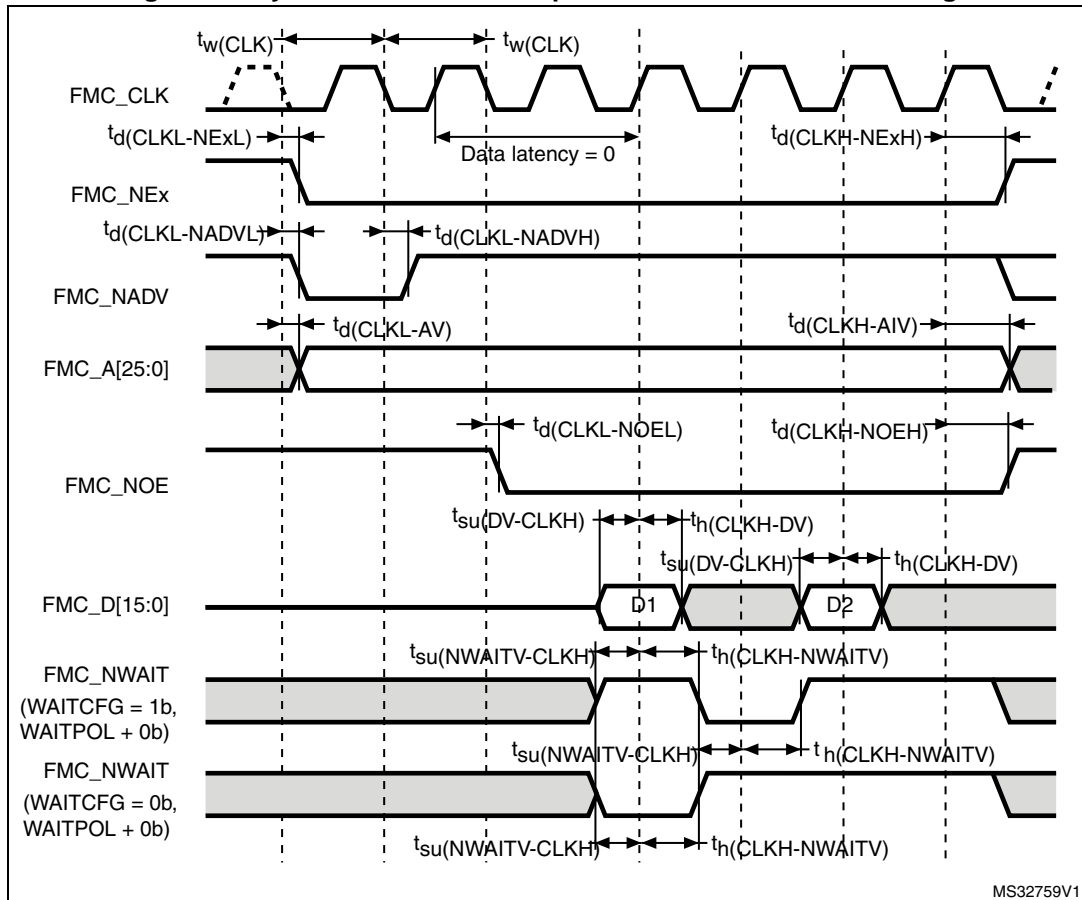 tw(CLK)
tw(CLK)
FMC_CLK
td(CLKL-NExL)
Data latency = 0
td(CLKH-NExH)
FMC_NEx
td(CLKL-NADVL)
td(CLKL-NADVH)
FMC_NADV
td(CLKL-AV)
td(CLKH-AIV)
FMC_A[25:0]
td(CLKL-NOEL)
td(CLKH-NOEH)
FMC_NOE
tsu(DV-CLKH)
th(CLKH-DV)
tsu(DV-CLKH)
th(CLKH-DV)
FMC_D[15:0]
D1
D2
tsu(NWAITV-CLKH)
th(CLKH-NWAITV)
FMC_NWAIT
(WAITCFG = 1b,
WAITPOL + 0b)
tsu(NWAITV-CLKH)
t h(CLKH-NWAITV)
FMC_NWAIT
(WAITCFG = 0b,
WAITPOL + 0b)
tsu(NWAITV-CLKH)
th(CLKH-NWAITV)
MS32759V1